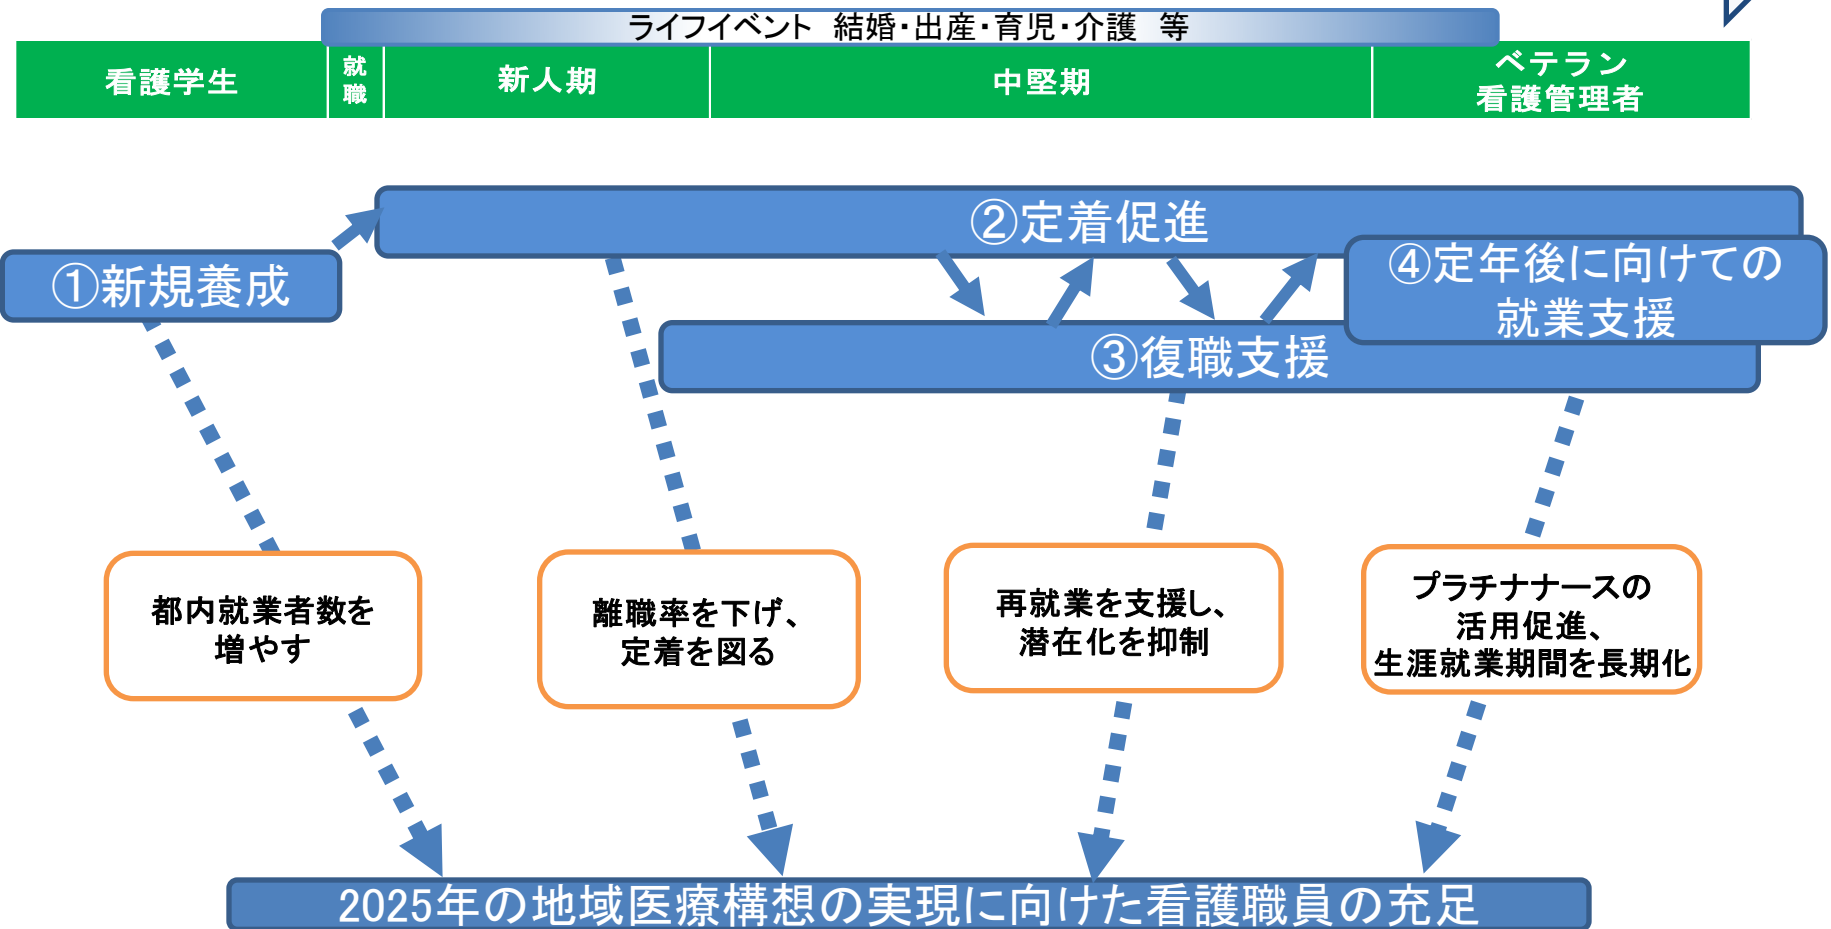 ライフイベント　結婚・出産・育児・介護　等
看護学生
就
職
新人期
中堅期
ベテラン
看護管理者
②定着促進
①新規養成
④定年後に向けての
就業支援
③復職支援
都内就業者数を
増やす
離職率を下げ、
定着を図る
再就業を支援し、
潜在化を抑制
プラチナナースの
活用促進、
生涯就業期間を長期化
2025年の地域医療構想の実現に向けた看護職員の充足